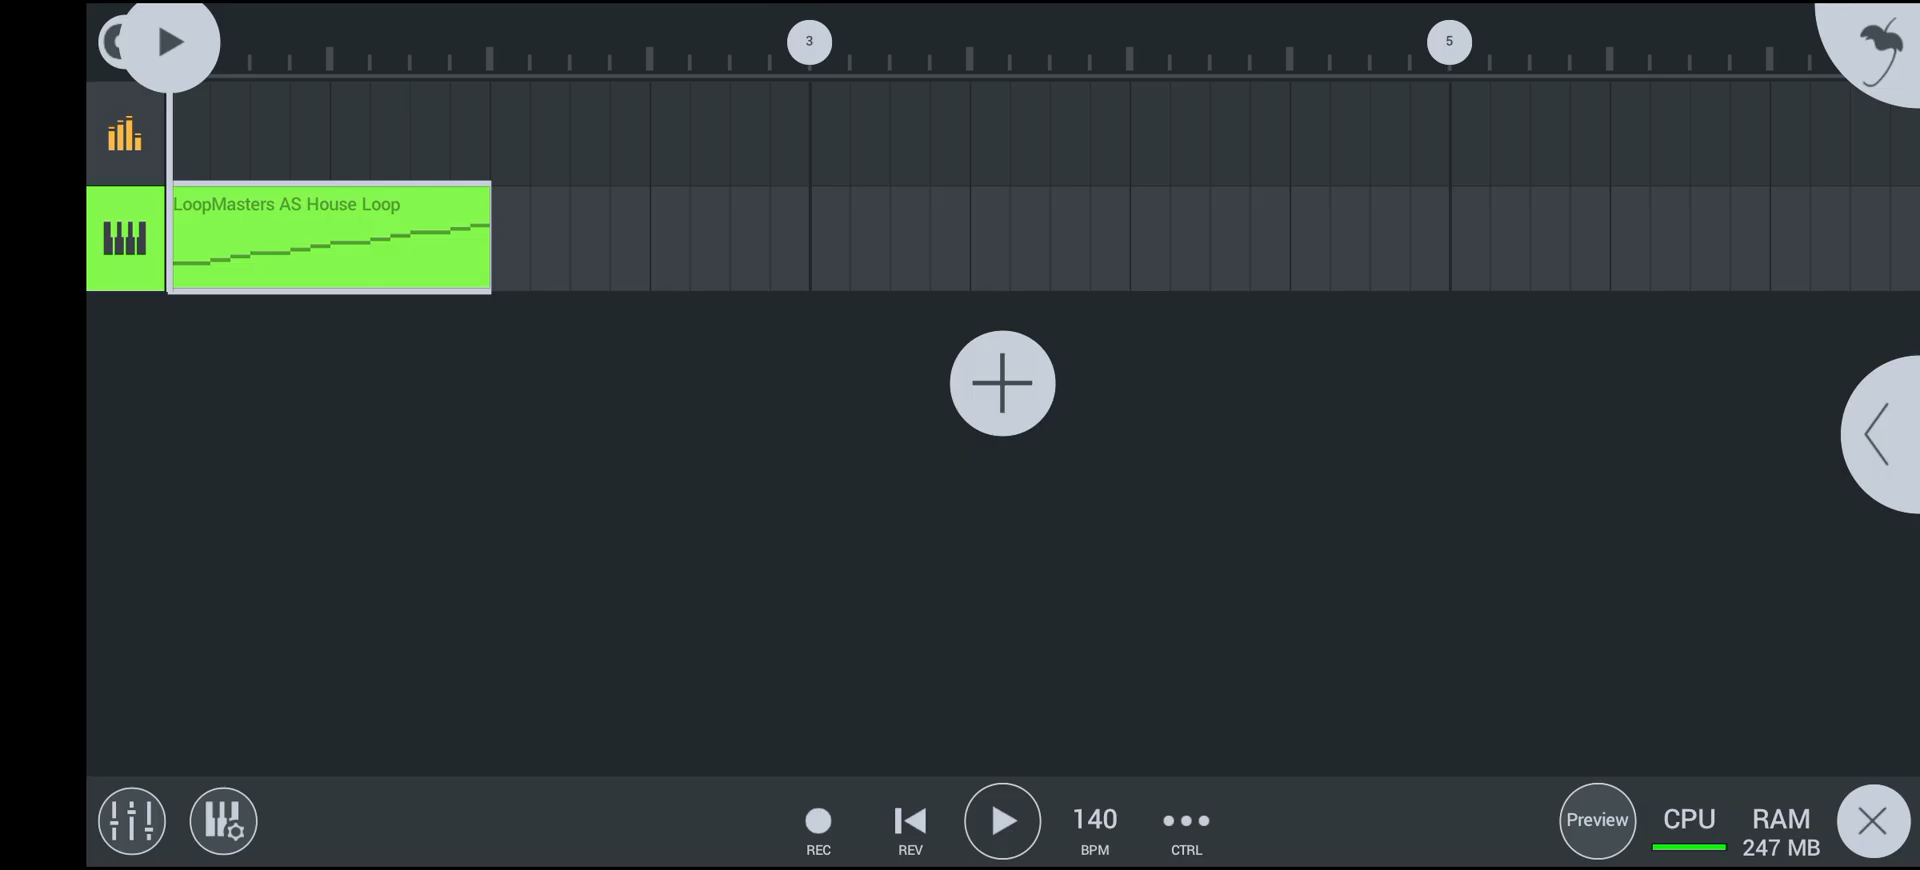 3
5
LoopMasters AS House Loop
140
Preview
CPU
RAM
247 MB
REC
REV
BPM
CTRL